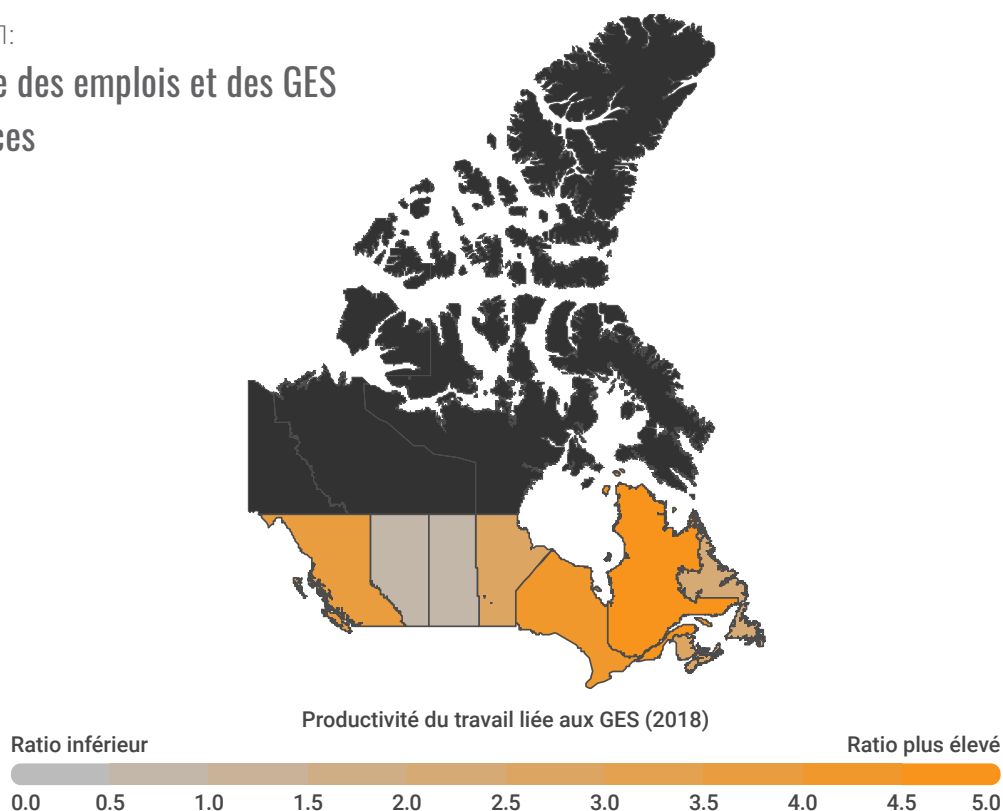 des emplois et des GES
Productivité du travail liée aux GES (2018)
Ratio inférieur Ratio plus élevé
0.0 0.5 1.0 1.5 2.0 2.5 3.0 3.5 4.0 4.5 5.0